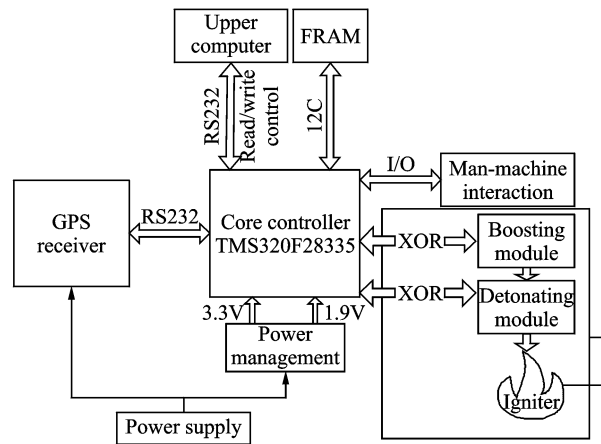 Upper
computer
FRAM
RS232
Read/write
control
12C
I/O
Man-machine
interaction
GPS
receiver
RS232
Core controller
TMS320F28335
XOR
Boosting
module
XOR
Detonating
module
3.3V
1.9V
Power
management
Igniter
Power supply